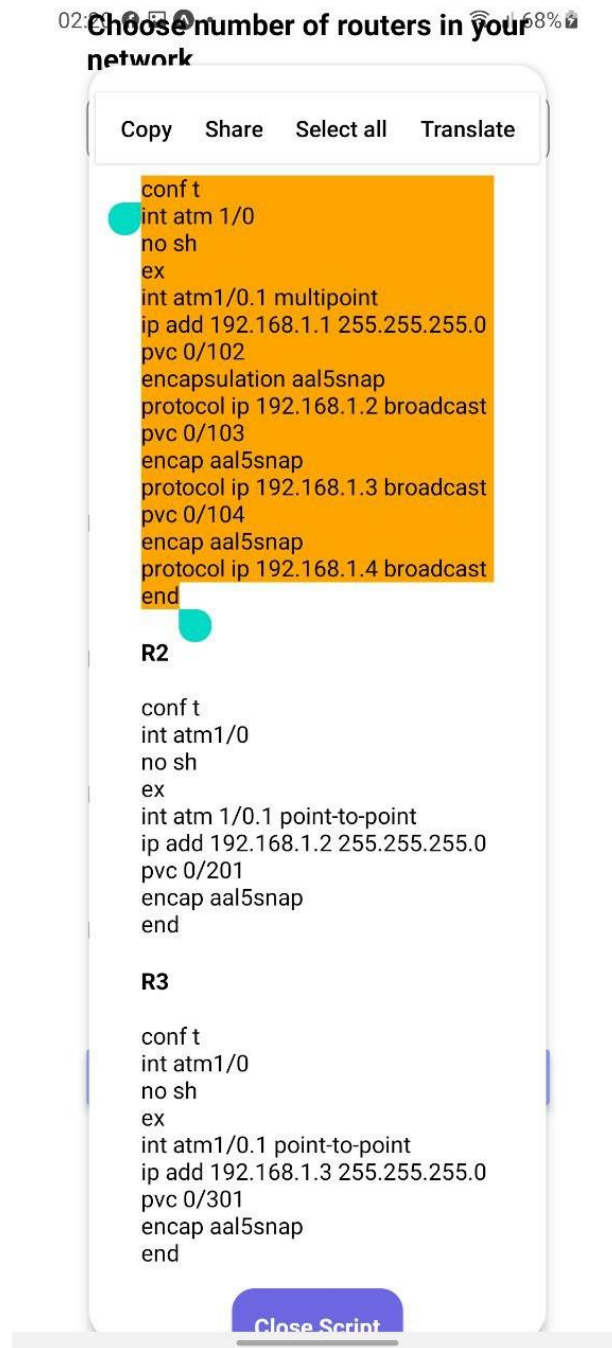 02:20 68%
Choose number of routers in your
network
Copy Share Select all Translate
conf t
int atm 1/0
no sh
ex
int atm1/0.1 multipoint
ip add 192.168.1.1 255.255.255.0
pvc 0/102
encapsulation aal5snap
protocol ip 192.168.1.2 broadcast
pvc 0/103
encap aal5snap
protocol ip 192.168.1.3 broadcast
pvc 0/104
encap aal5snap
protocol ip 192.168.1.4 broadcast
end
R2
conf t
int atm1/0
no sh
ex
int atm 1/0.1 point-to-point
ip add 192.168.1.2 255.255.255.0
pvc 0/201
encap aal5snap
end
R3
conf t
int atm1/0
no sh
ex
int atm1/0.1 point-to-point
ip add 192.168.1.3 255.255.255.0
pvc 0/301
encap aal5snap
end
Close Script